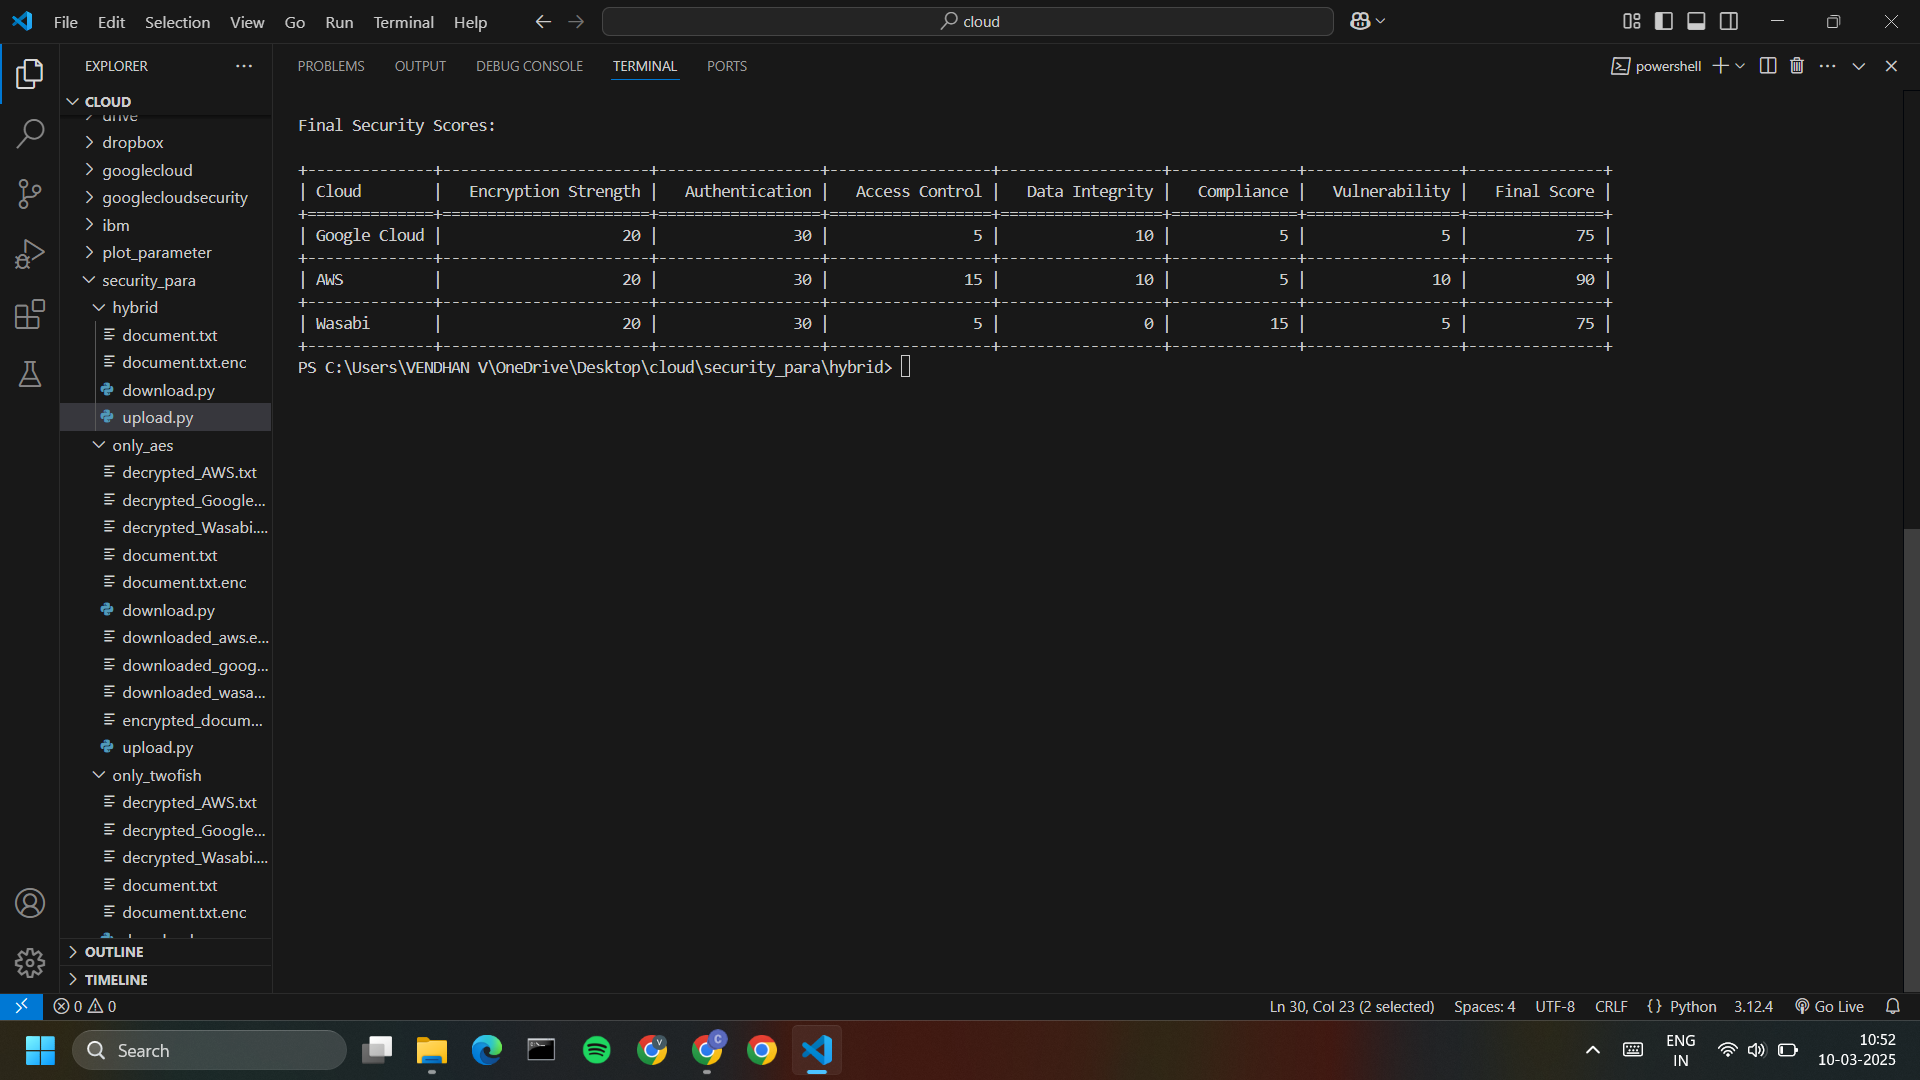 File Edit Selection View Go Run Terminal Help
cloud
EXPLORER
CLOUD
drive
dropbox
googlecloud
googlecloudsecurity
ibm
plot_parameter
security_para
hybrid
document.txt
document.txt.enc
download.py
upload.py
only_aes
decrypted_AWS.txt
decrypted_Google...
decrypted_Wasabi....
document.txt
document.txt.enc
download.py
downloaded_aws.e...
downloaded_goog...
downloaded_wasa...
encrypted_docum...
upload.py
only_twofish
decrypted_AWS.txt
decrypted_Google...
decrypted_Wasabi....
document.txt
document.txt.enc
OUTLINE
TIMELINE
PROBLEMS OUTPUT DEBUG CONSOLE TERMINAL PORTS
powershell
Final Security Scores:
+--------------+-----------------------+------------------+------------------+------------------+--------------+-----------------+---------------+
| Cloud | Encryption Strength | Authentication | Access Control | Data Integrity | Compliance | Vulnerability | Final Score |
+==============+=======================+==================+==================+==================+==============+=================+===============+
| Google Cloud | 20 | 30 | 5 | 10 | 5 | 5 | 75 |
+--------------+-----------------------+------------------+------------------+------------------+--------------+-----------------+---------------+
| AWS | 20 | 30 | 15 | 10 | 5 | 10 | 90 |
+--------------+-----------------------+------------------+------------------+------------------+--------------+-----------------+---------------+
| Wasabi | 20 | 30 | 5 | 0 | 15 | 5 | 75 |
+--------------+-----------------------+------------------+------------------+------------------+--------------+-----------------+---------------+
PS C:\Users\VENDHAN V\OneDrive\Desktop\cloud\security_para\hybrid>
0 0 Ln 30, Col 23 (2 selected) Spaces: 4 UTF-8 CRLF {} Python 3.12.4 Go Live
Search
V
C
ENG
IN
10:52
10-03-2025